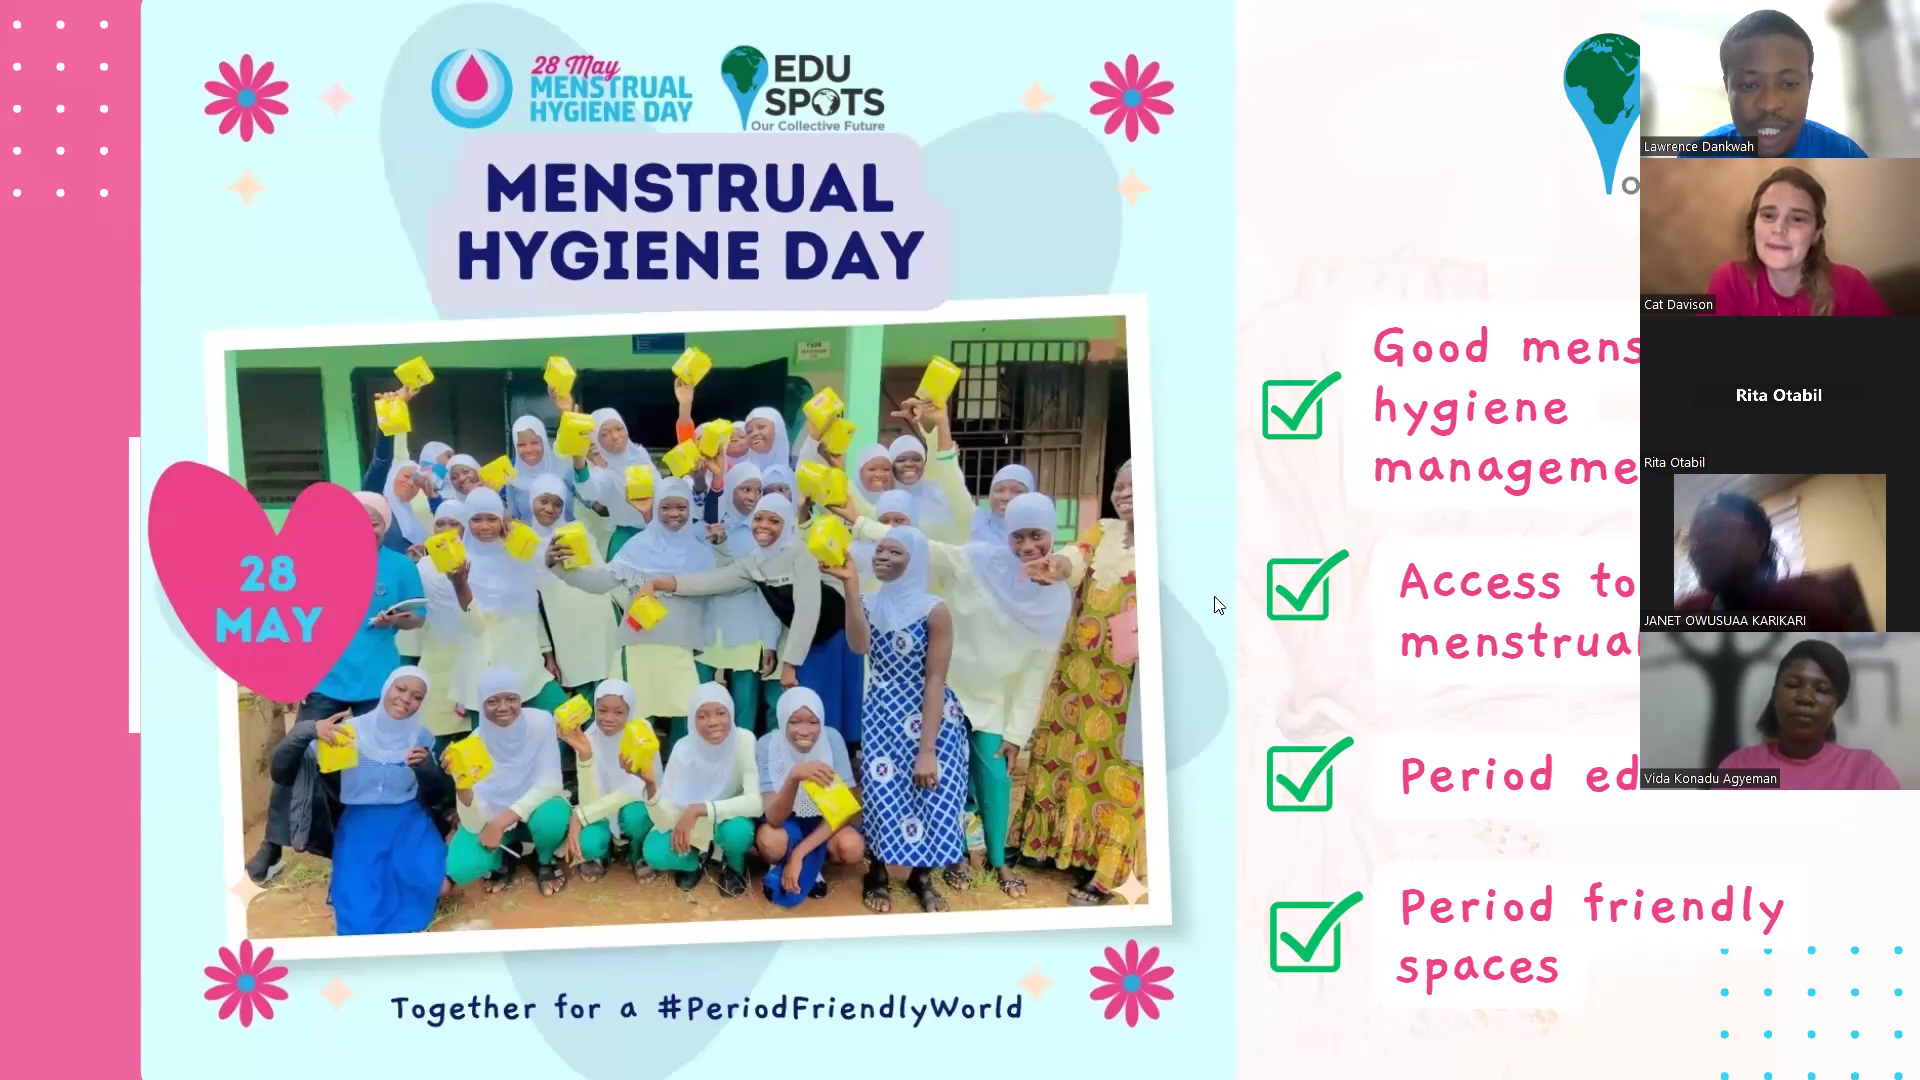 28 May
MENSTRUAL
HYGIENE DAY
EDU
SPOTS
Our Collective Future
MENSTRUAL
HYGIENE DAY
28
MAY
Together for a #PeriodFriendlyWorld
O
Good mens
hygiene
manageme
Access to
menstrua
Period ed
Period friendly
spaces
Lawrence Dankwah
Cat Davison
Rita Otabil
Rita Otabil
JANET OWUSUAA KARIKARI
Vida Konadu Agyeman